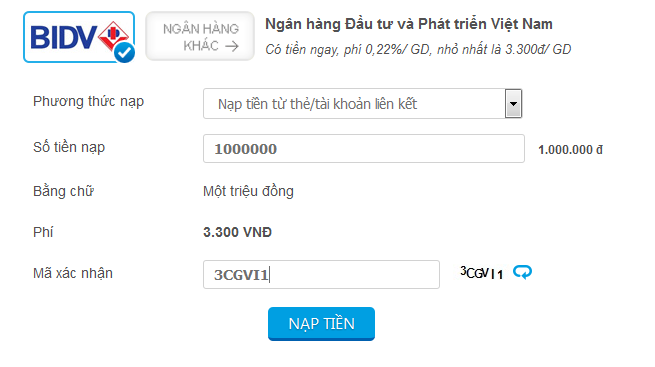 BIDV
NGÂN HÀNG
KHÁC →
Ngân hàng Đầu tư và Phát triển Việt Nam
Có tiền ngay, phí 0,22%/ GD, nhỏ nhất là 3.300đ/ GD
Phương thức nạp
Nạp tiền từ thẻ/tài khoản liên kết
Số tiền nạp
1000000
1.000.000 đ
Bằng chữ
Một triệu đồng
Phí
3.300 VNĐ
Mã xác nhận
3CGVI1
3CGVI1
NẠP TIỀN